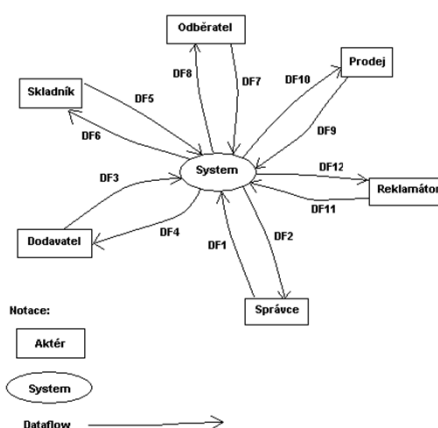 Odběratel
Prodej
Skladník
DF8
DF7
DF10
DF5
DF6
DF9
System
DF12
DF3
DF11
Reklamátor
DF4
DF1
DF2
Dodavatel
Správce
Notace:
Aktér
System
Dataflow